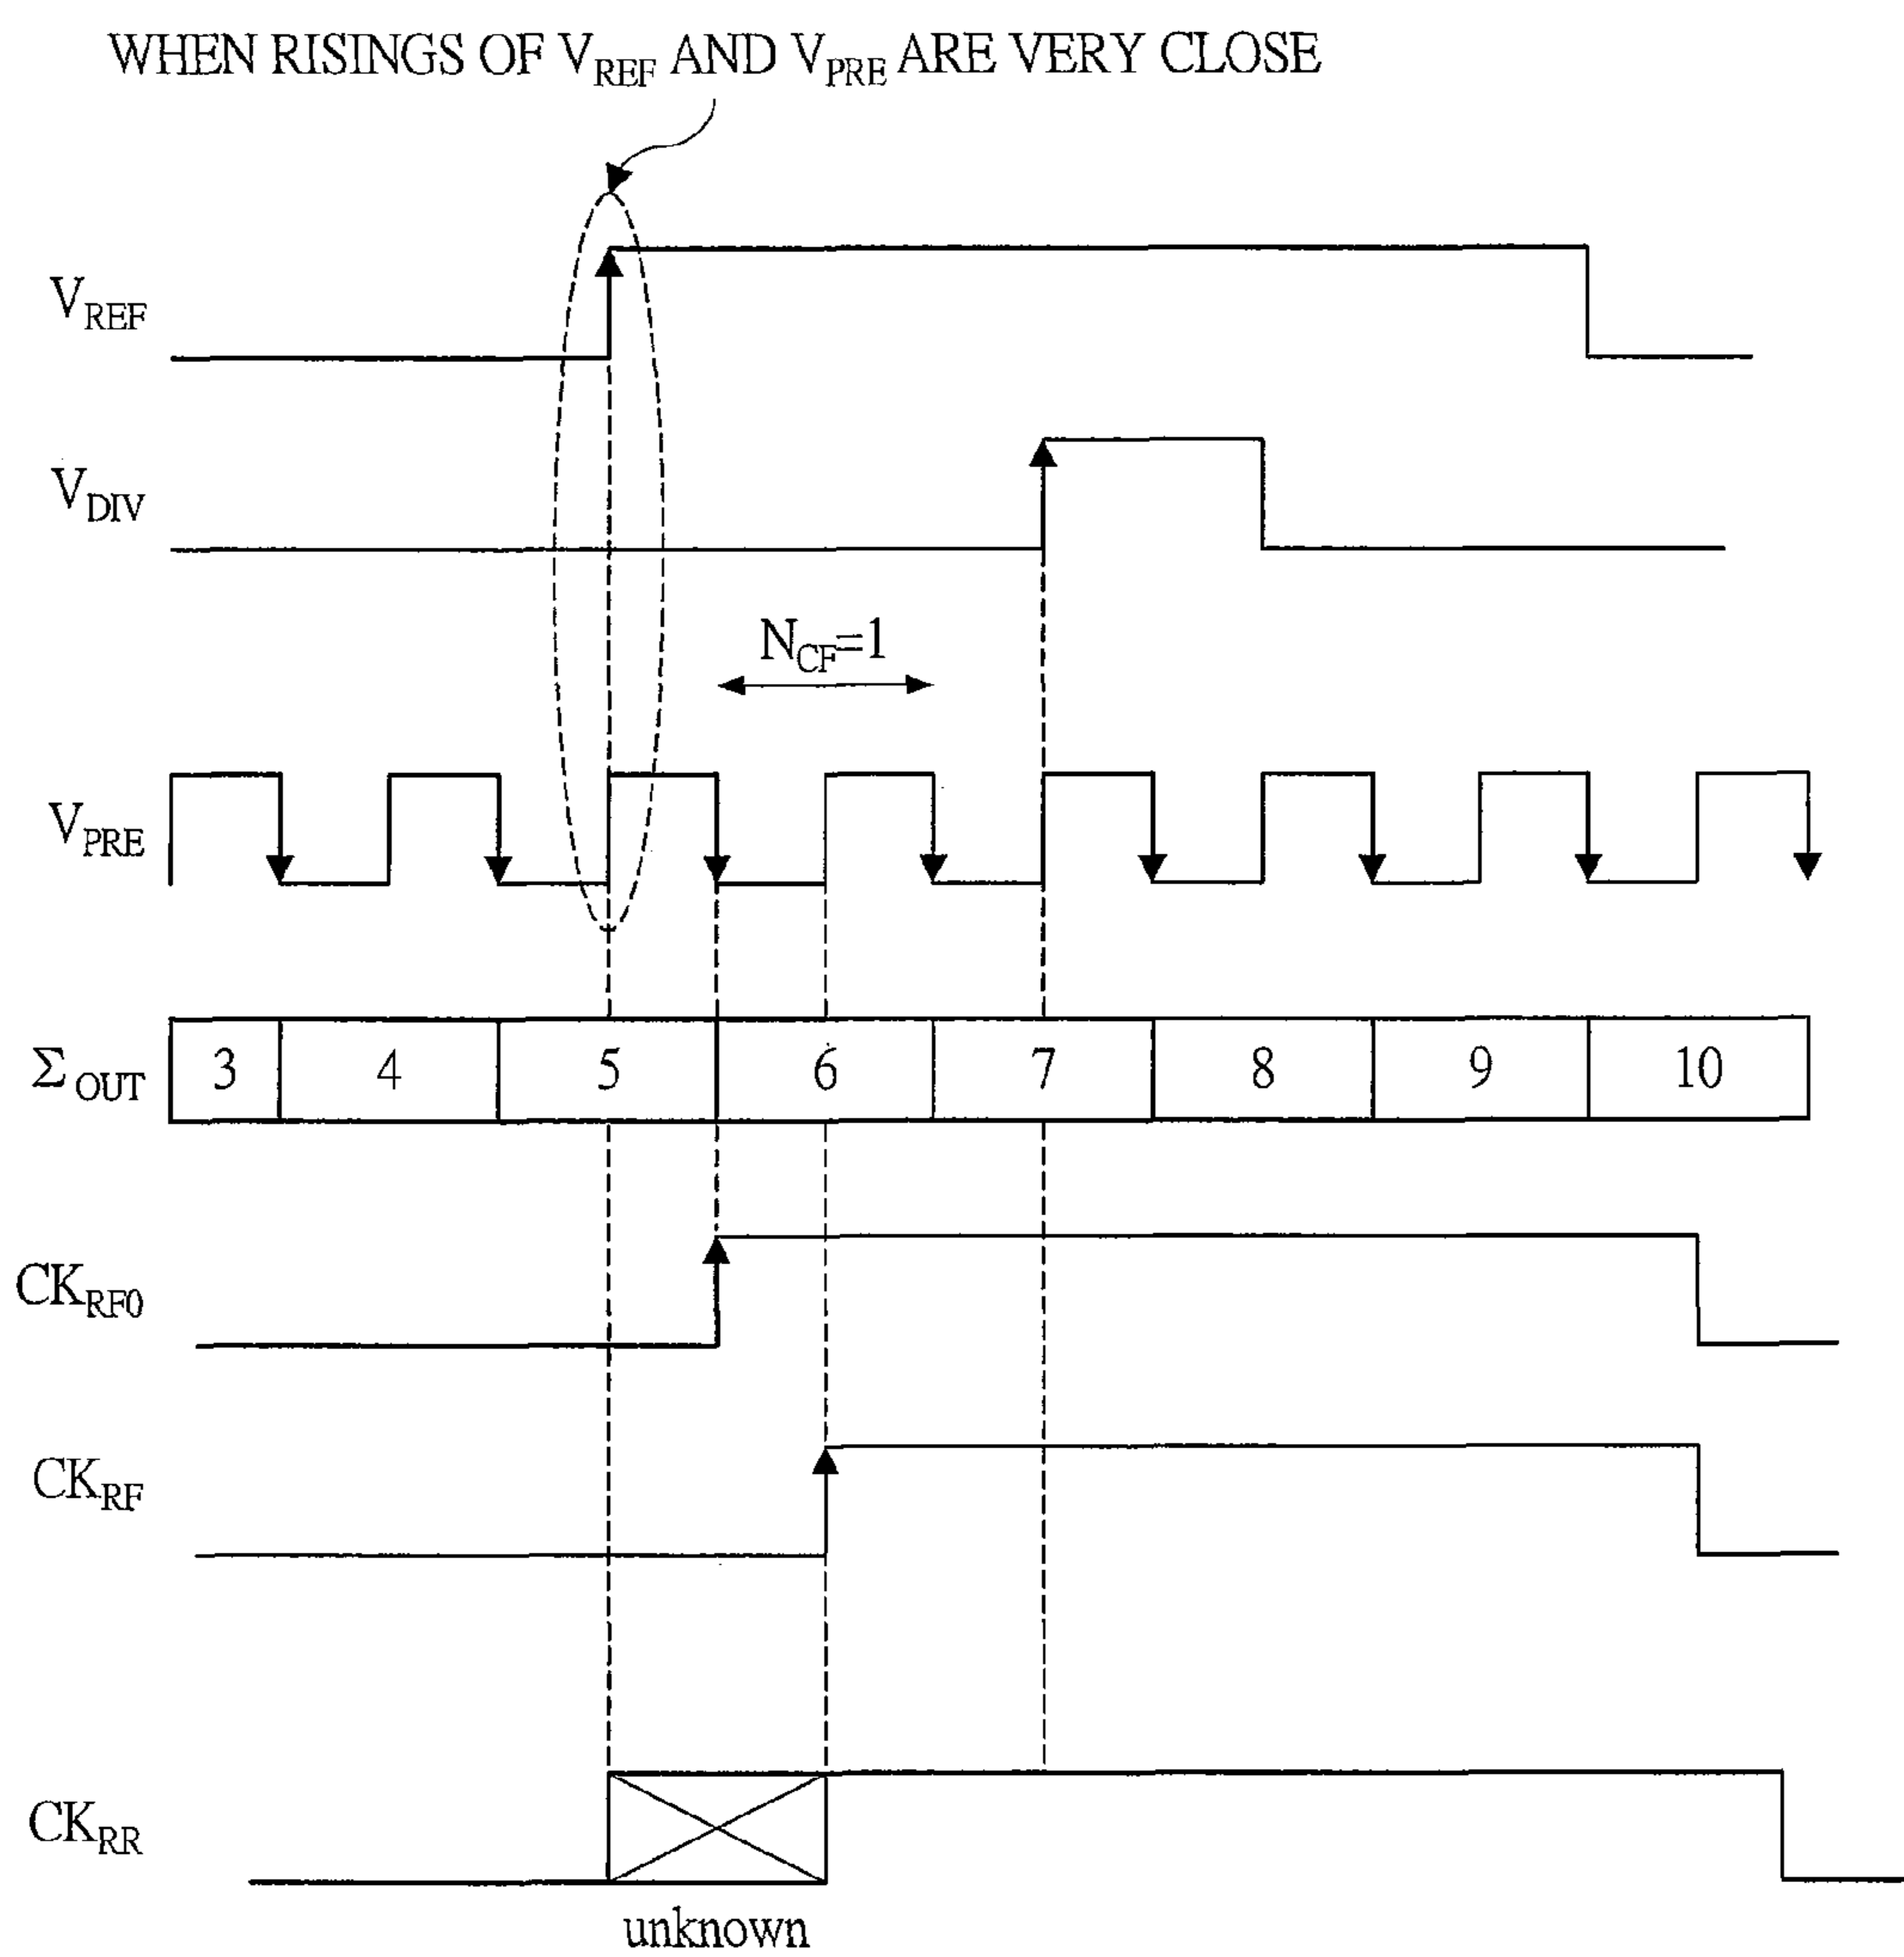 WHEN RISINGS OF VREF AND VPRE ARE VERY CLOSE
VREF
VDIV
NCF=1
VPRE
ΣOUT 3 4 5 6 7 8 9 10
CKRF0
CKRF
CKRR
unknown